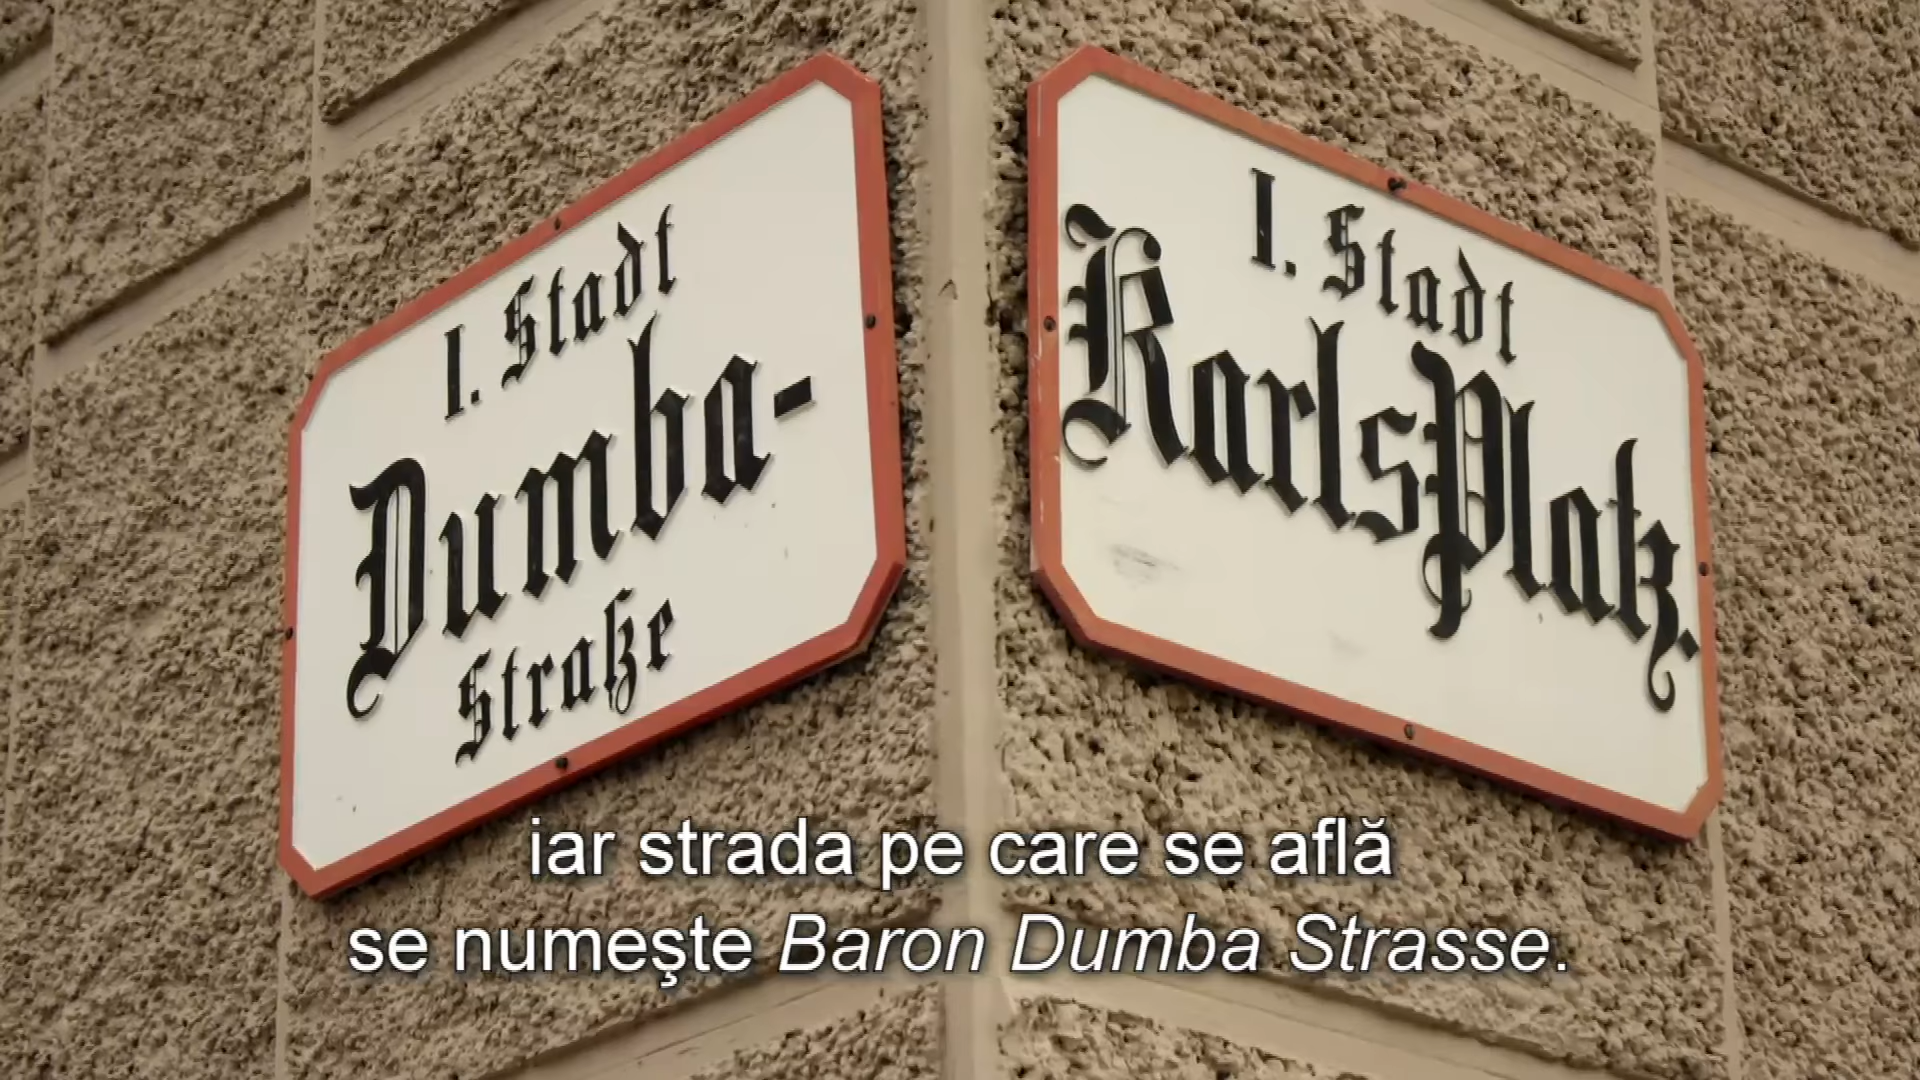 I. Stadt
Dumba-
Straße
I. Stadt
KarlsPlatz.
iar strada pe care se află
se numeşte Baron Dumba Strasse.